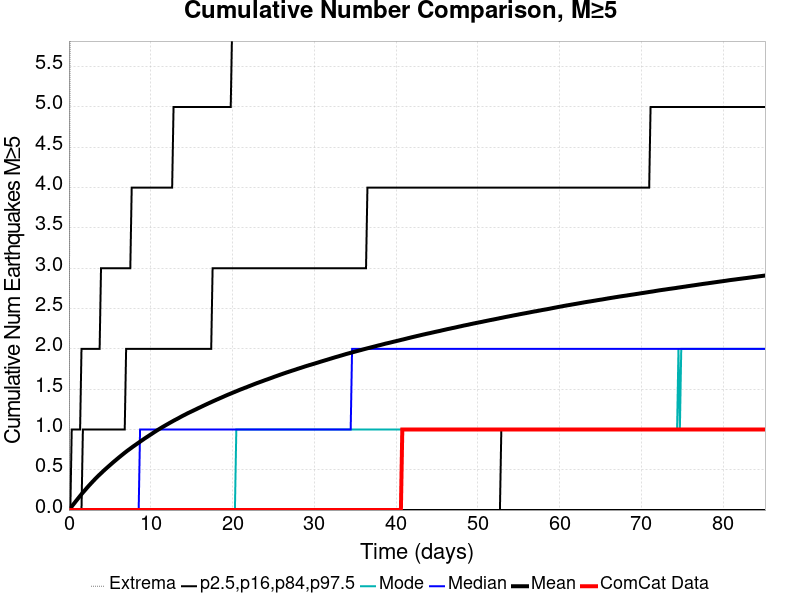 Cumulative Number Comparison, M≥5
Cumulative Num Earthquakes M≥5
5.5
5.0
4.5
4.0
3.5
3.0
2.5
2.0
1.5
1.0
0.5
0.0
0 10 20 30 40 50 60 70 80
Time (days)
Extrema p2.5,p16,p84,p97.5 Mode Median Mean ComCat Data